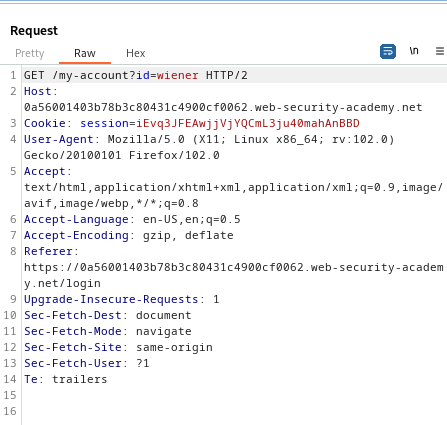 Request
Pretty Raw Hex \n
1 GET /my-account?id=wiener HTTP/2
2 Host:
0a56001403b78b3c80431c4900cf0062.web-security-academy.net
3 Cookie: session=iEvq3JFEAwjjVjYQCmL3ju40mahAnBBD
4 User-Agent: Mozilla/5.0 (X11; Linux x86_64; rv:102.0)
Gecko/20100101 Firefox/102.0
5 Accept:
text/html,application/xhtml+xml,application/xml;q=0.9,image/
avif,image/webp,*/*;q=0.8
6 Accept-Language: en-US,en;q=0.5
7 Accept-Encoding: gzip, deflate
8 Referer:
https://0a56001403b78b3c80431c4900cf0062.web-security-academ
y.net/login
9 Upgrade-Insecure-Requests: 1
10 Sec-Fetch-Dest: document
11 Sec-Fetch-Mode: navigate
12 Sec-Fetch-Site: same-origin
13 Sec-Fetch-User: ?1
14 Te: trailers
15
16